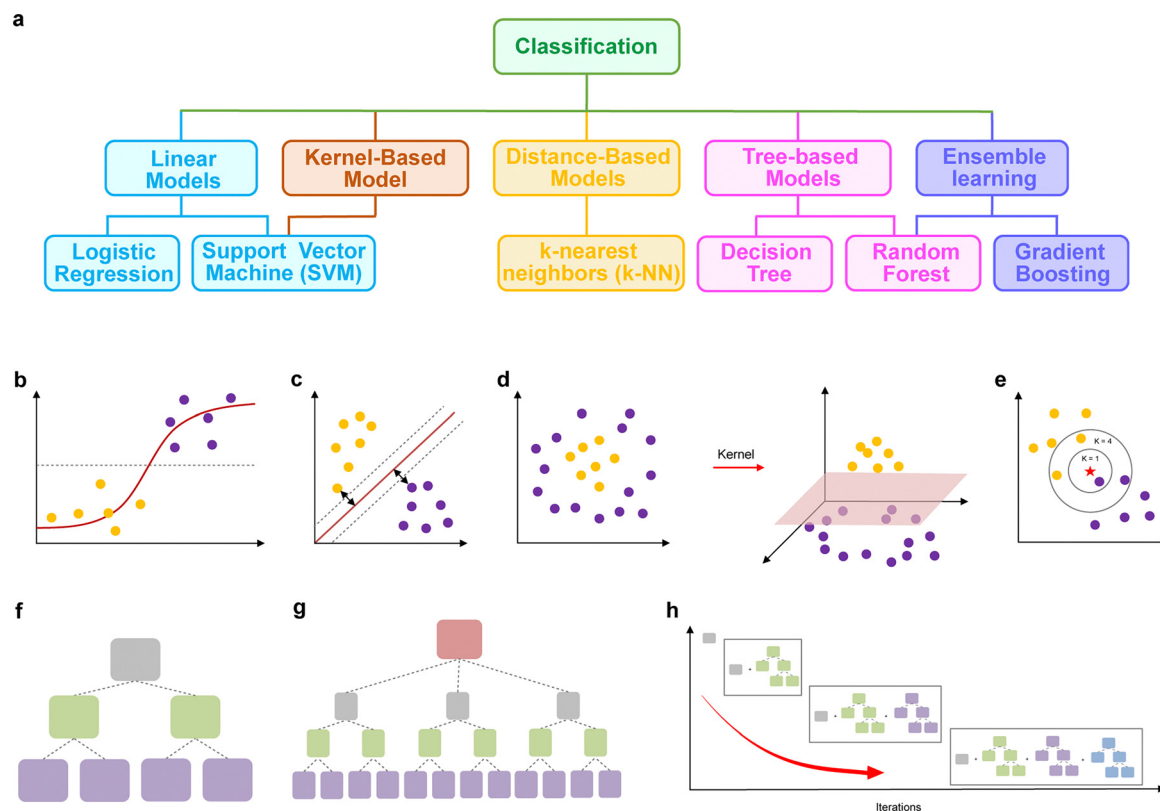 a
Classification
Linear
Models
Kernel-Based
Model
Distance-Based
Models
Tree-based
Models
Ensemble
learning
Logistic
Regression
Support Vector
Machine (SVM)
k-nearest
neighbors (k-NN)
Decision
Tree
Random
Forest
Gradient
Boosting
b
c
d
Kernel
e
K = 4
K = 1
f
g
h
Iterations